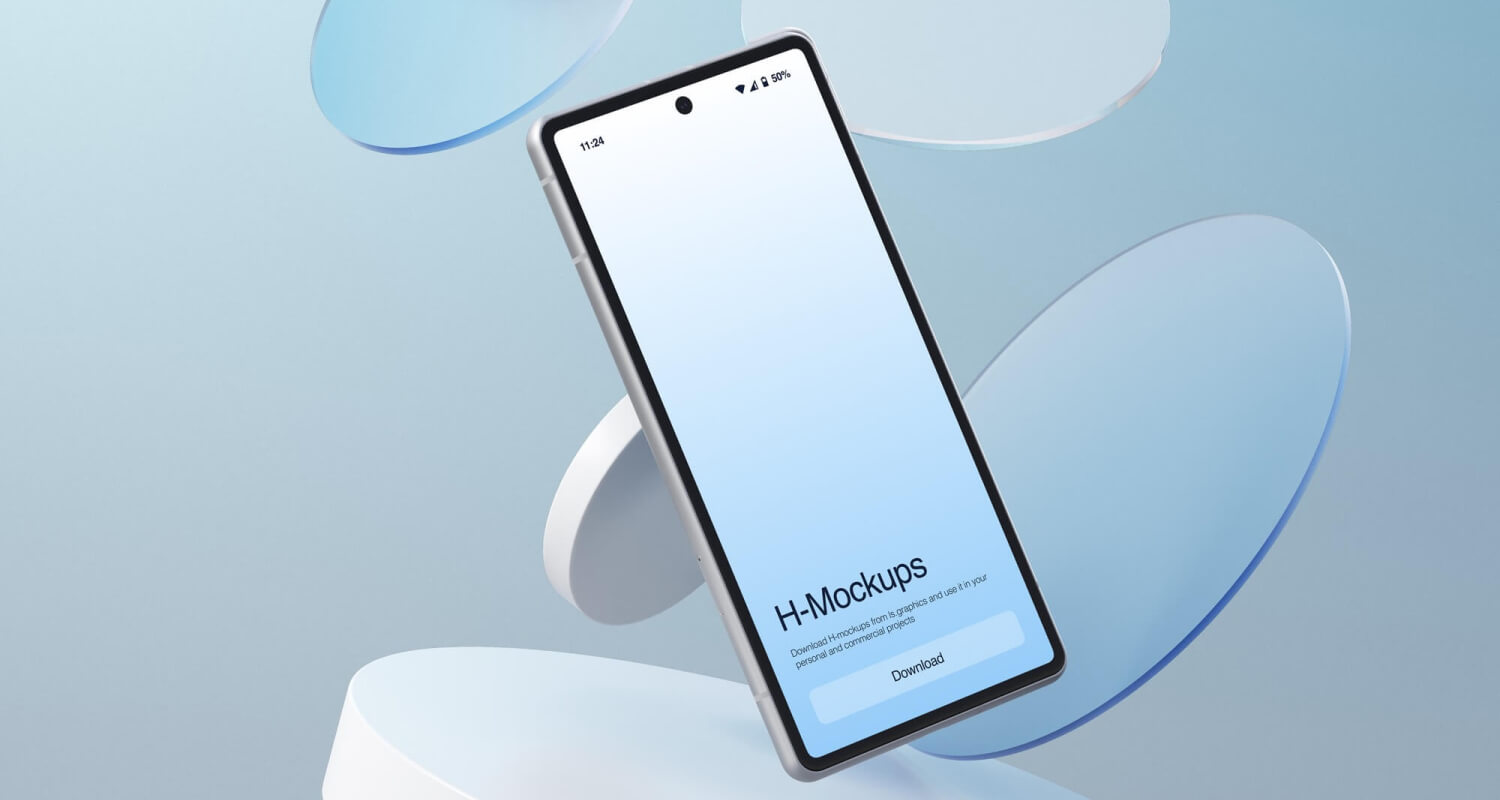 11:24
50%
H-Mockups
Download H-mockups from ls.graphics and use it in your
personal and commercial projects
Download